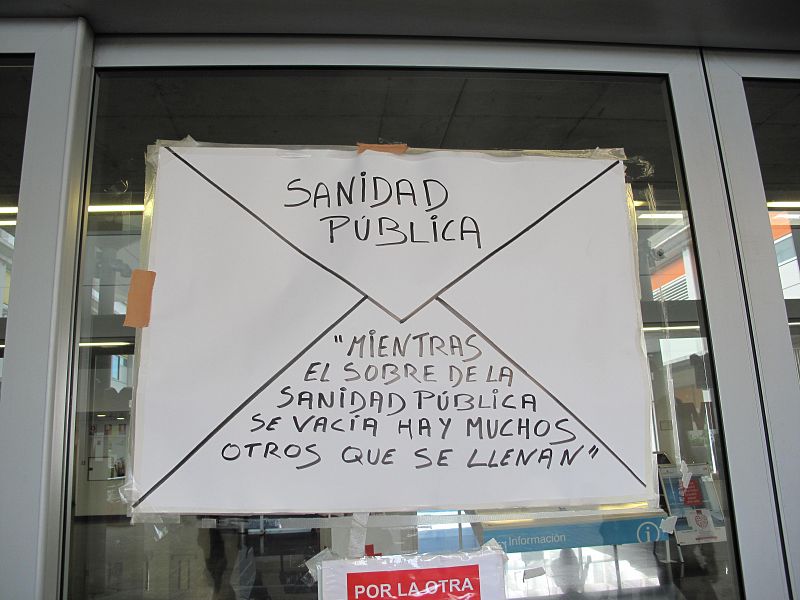 SANIDAD
PÚBLICA
"MIENTRAS
EL SOBRE DE LA
SANIDAD PÚBLICA
SE VACÍA HAY MUCHOS
OTROS QUE SE LLENAN"
Información
i
POR LA OTRA